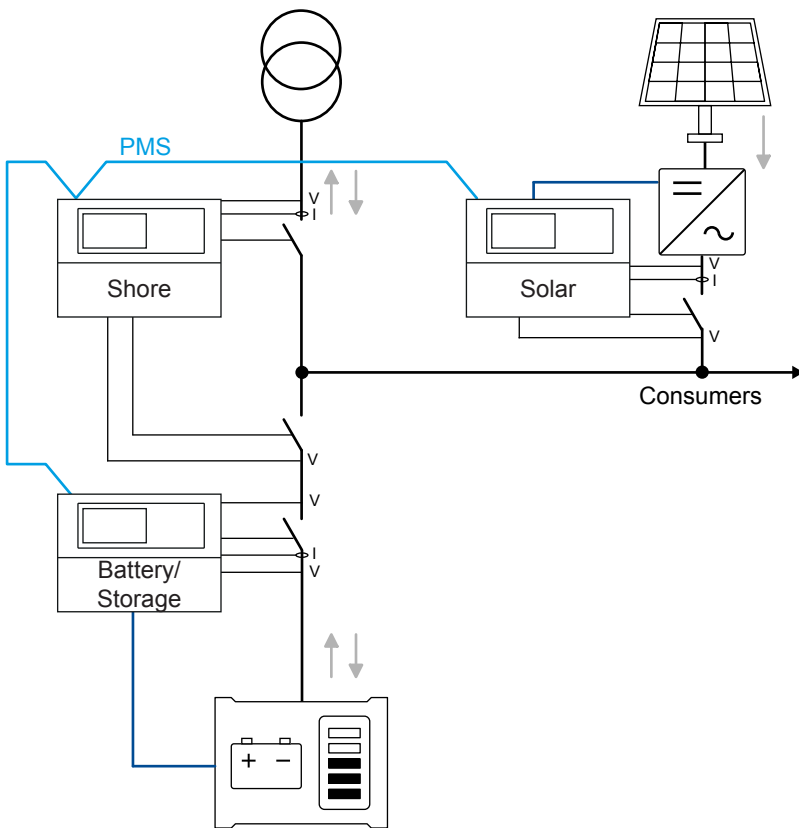 PMS
V
I
V
I
Shore
Solar
V
Consumers
V
V
I
V
Battery/
Storage
+ −